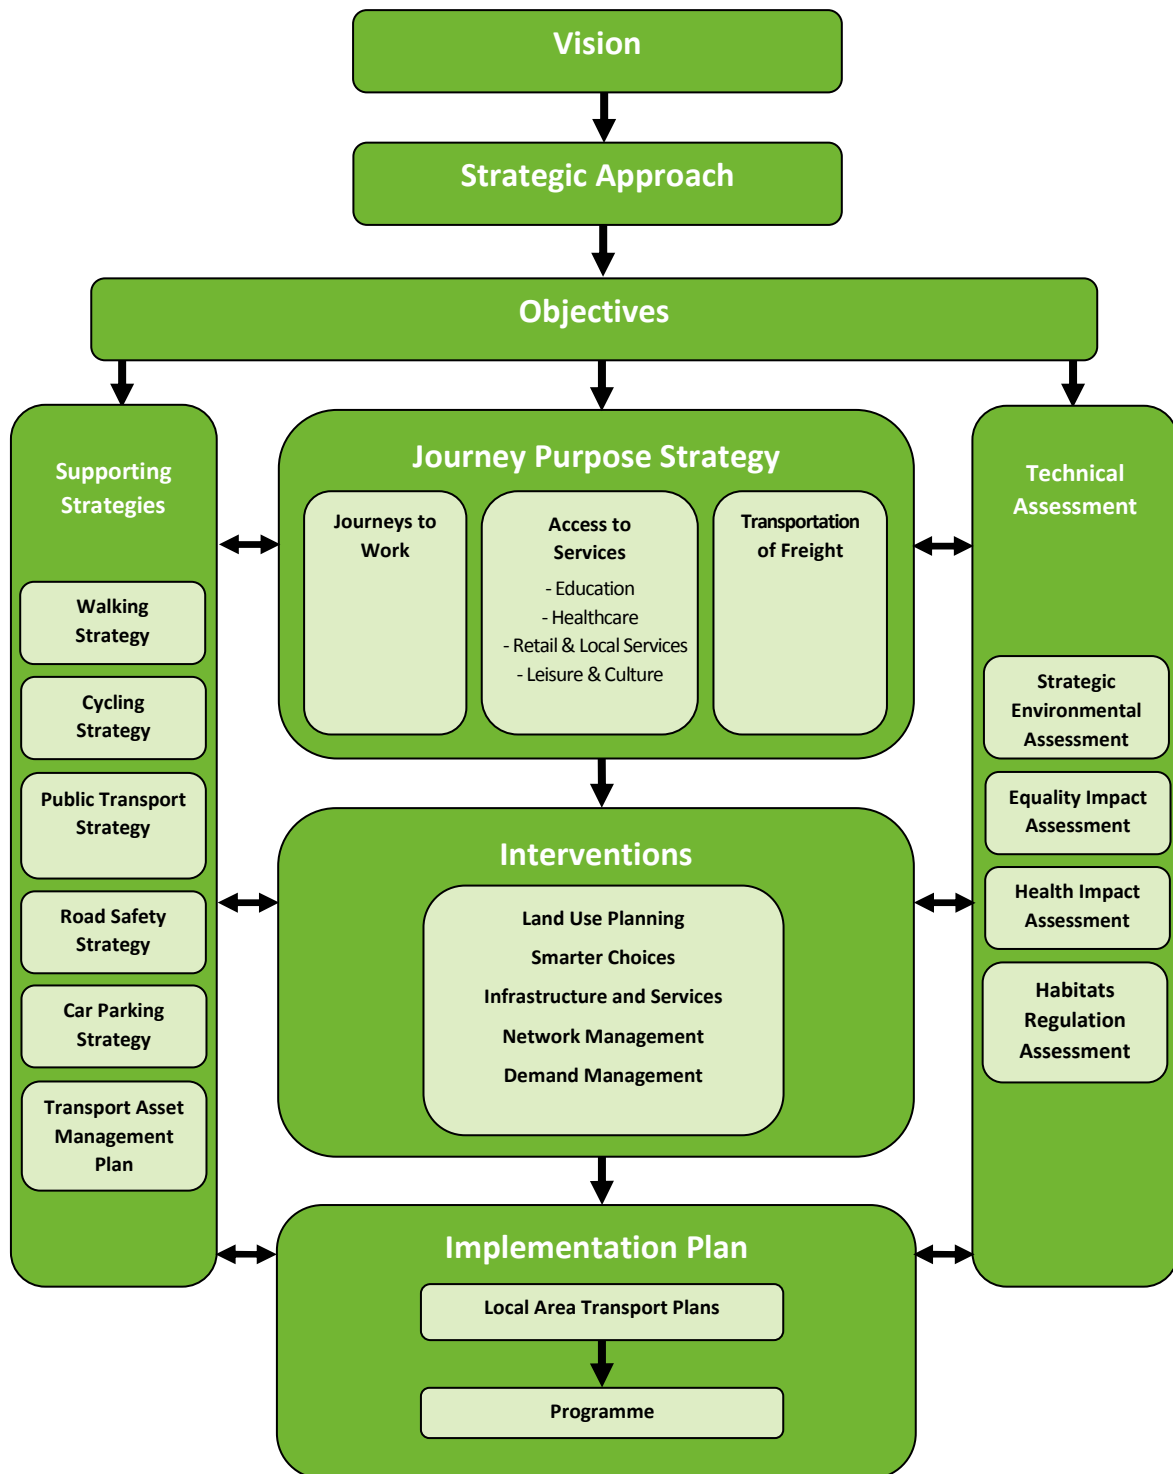 Vision
Strategic Approach
Objectives
Supporting
Strategies
Walking
Strategy
Cycling
Strategy
Public Transport
Strategy
Road Safety
Strategy
Car Parking
Strategy
Transport Asset
Management
Plan
Journey Purpose Strategy
Journeys to
Work
Access to
Services
- Education
- Healthcare
- Retail & Local Services
- Leisure & Culture
Transportation
of Freight
Interventions
Land Use Planning
Smarter Choices
Infrastructure and Services
Network Management
Demand Management
Implementation Plan
Local Area Transport Plans
Programme
Technical
Assessment
Strategic
Environmental
Assessment
Equality Impact
Assessment
Health Impact
Assessment
Habitats
Regulation
Assessment